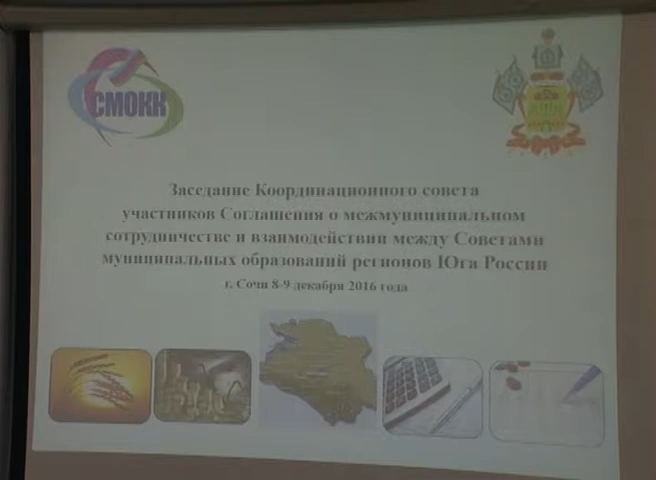 СМОКК
Заседание Координационного совета
участников Соглашения о межмуниципальном
сотрудничестве и взаимодействии между Советами
муниципальных образований регионов Юга России
г. Сочи 8-9 декабря 2016 года